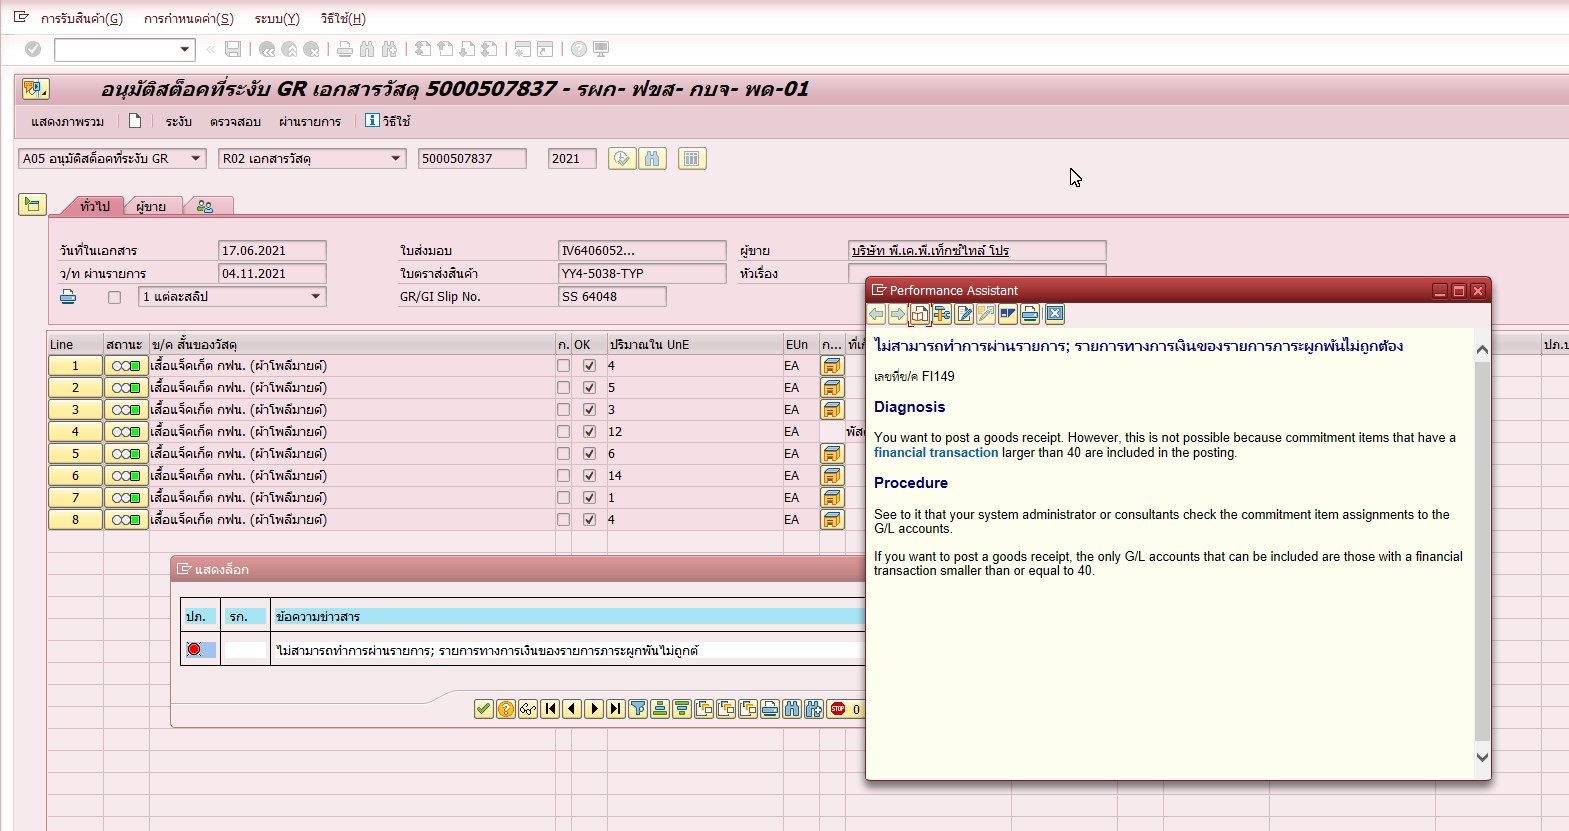 การรับสินค้า(G) การกำหนดค่า(S) ระบบ(Y) วิธีใช้(H)
อนุมัติสต็อคที่ระงับ GR เอกสารวัสดุ 5000507837 - รผก- ฟขส- กบจ- พด-01
แสดงภาพรวม ระงับ ตรวจสอบ ผ่านรายการ วิธีใช้
A05 อนุมัติสต็อคที่ระงับ GR R02 เอกสารวัสดุ 5000507837 2021
ทั่วไป ผู้ขาย
วันที่ในเอกสาร 17.06.2021 ใบส่งมอบ IV6406052... ผู้ขาย บริษัท พี.เค.พี.เท็กซ์ไทล์ โปร
ว/ท ผ่านรายการ 04.11.2021 ใบตราส่งสินค้า YY4-5038-TYP หัวเรื่อง
1 แต่ละสลิป GR/GI Slip No. SS 64048
Line สถานะ ข/ค สั้นของวัสดุ ก. OK ปริมาณใน UnE EUn ก...
1 เสื้อแจ็คเก็ต กฟน. (ผ้าโพลีมายด์) 4 EA
2 เสื้อแจ็คเก็ต กฟน. (ผ้าโพลีมายด์) 5 EA
3 เสื้อแจ็คเก็ต กฟน. (ผ้าโพลีมายด์) 3 EA
4 เสื้อแจ็คเก็ต กฟน. (ผ้าโพลีมายด์) 12 EA
5 เสื้อแจ็คเก็ต กฟน. (ผ้าโพลีมายด์) 6 EA
6 เสื้อแจ็คเก็ต กฟน. (ผ้าโพลีมายด์) 14 EA
7 เสื้อแจ็คเก็ต กฟน. (ผ้าโพลีมายด์) 1 EA
8 เสื้อแจ็คเก็ต กฟน. (ผ้าโพลีมายด์) 4 EA
แสดงล็อก
ปภ. รก. ข้อความข่าวสาร
ไม่สามารถทำการผ่านรายการ; รายการทางการเงินของรายการภาระผูกพันไม่ถูกต้
STOP 0
Performance Assistant
ไม่สามารถทำการผ่านรายการ; รายการทางการเงินของรายการภาระผูกพันไม่ถูกต้อง
เลขที่ข/ค FI149
Diagnosis
You want to post a goods receipt. However, this is not possible because commitment items that have a
financial transaction larger than 40 are included in the posting.
Procedure
See to it that your system administrator or consultants check the commitment item assignments to the
G/L accounts.
If you want to post a goods receipt, the only G/L accounts that can be included are those with a financial
transaction smaller than or equal to 40.